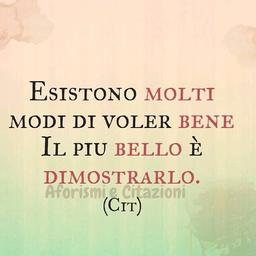 Esistono molti
modi di voler bene
Il piu bello è
dimostrarlo.
Aforismi & Citazioni
(Cit)